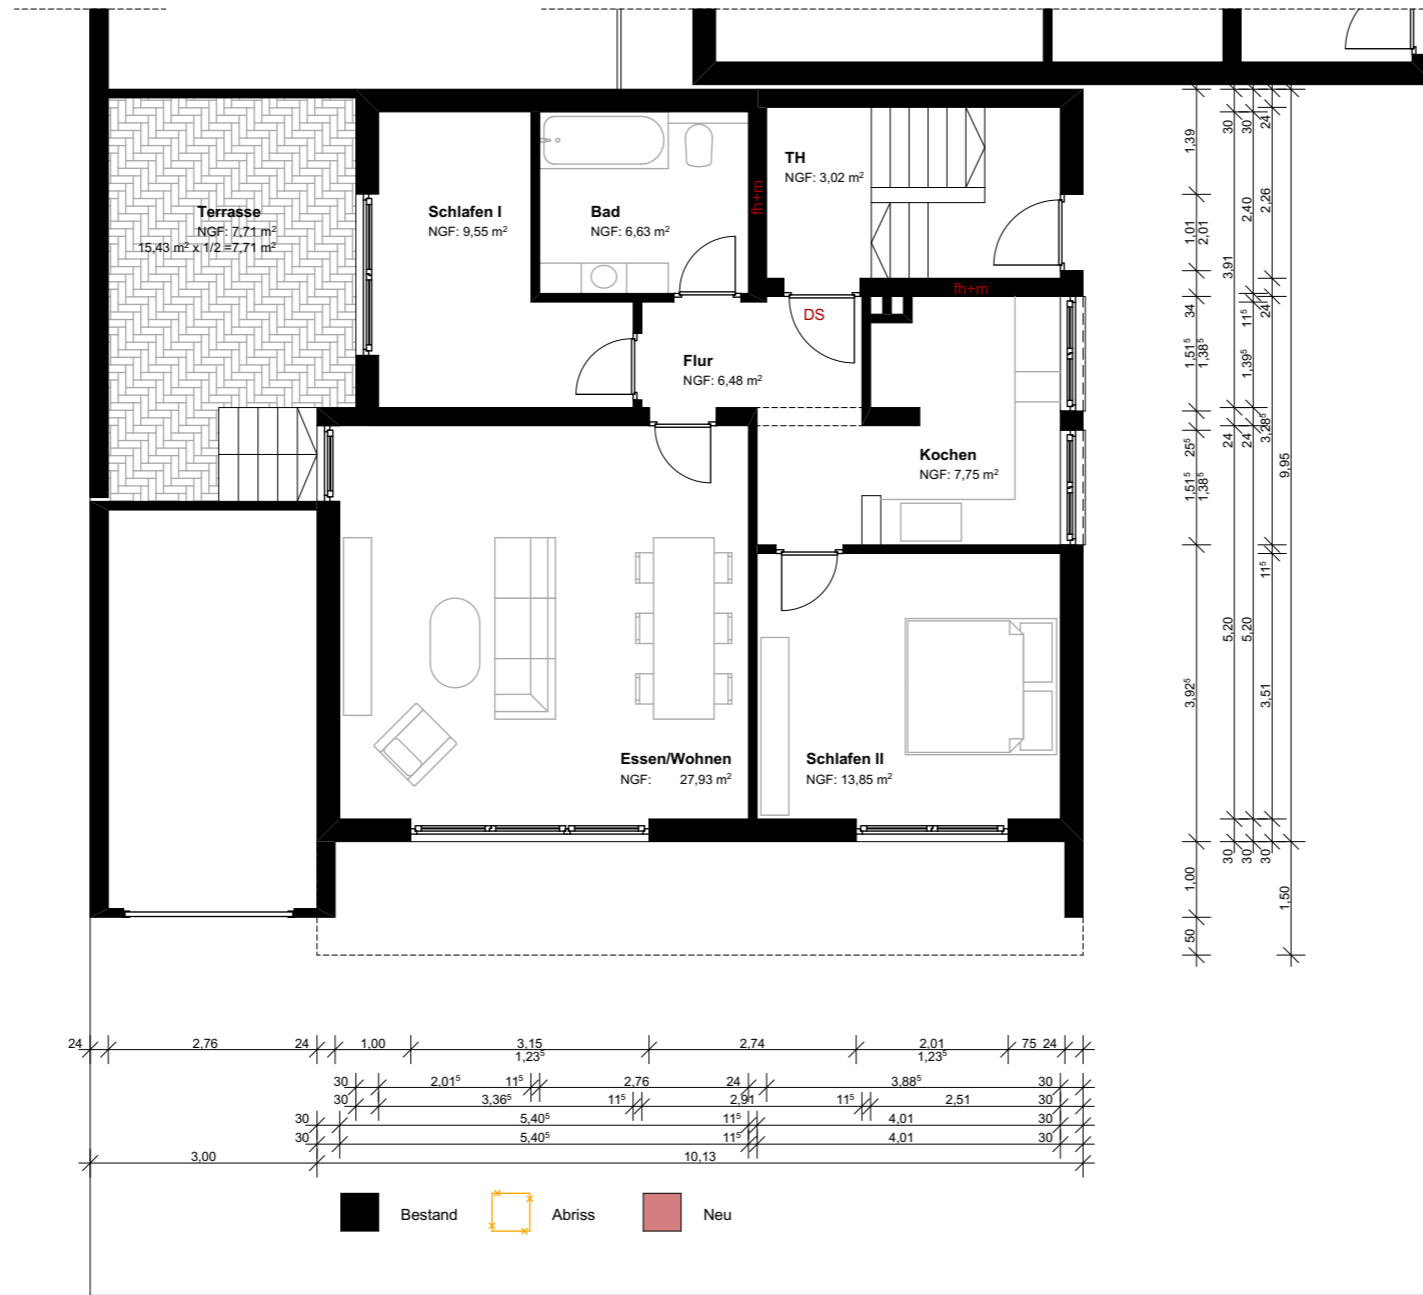 Terrasse
NGF: 7,71 m²
15,43 m² x 1/2 =7,71 m²
Schlafen I
NGF: 9,55 m²
Bad
NGF: 6,63 m²
fh+m
TH
NGF: 3,02 m²
fh+m
DS
Flur
NGF: 6,48 m²
Kochen
NGF: 7,75 m²
Essen/Wohnen
NGF: 27,93 m²
Schlafen II
NGF: 13,85 m²
1,39
1,01
2,01
34
1,51⁵
1,38⁵
25⁵
1,51⁵
1,38⁵
3,92⁵
1,00
50
30
3,91
24
5,20
30
30
2,40
11⁵
1,39⁵
24
5,20
30
24
2,26
24
3,28⁵
11⁵
3,51
30
9,95
1,50
24 2,76 24 1,00 3,15 2,74 2,01 75 24
1,23⁵ 1,23⁵
30 2,01⁵ 11⁵ 2,76 24 3,88⁵ 30
30 3,36⁵ 11⁵ 2,91 11⁵ 2,51 30
30 5,40⁵ 11⁵ 4,01 30
30 5,40⁵ 11⁵ 4,01 30
3,00 10,13
Bestand Abriss Neu